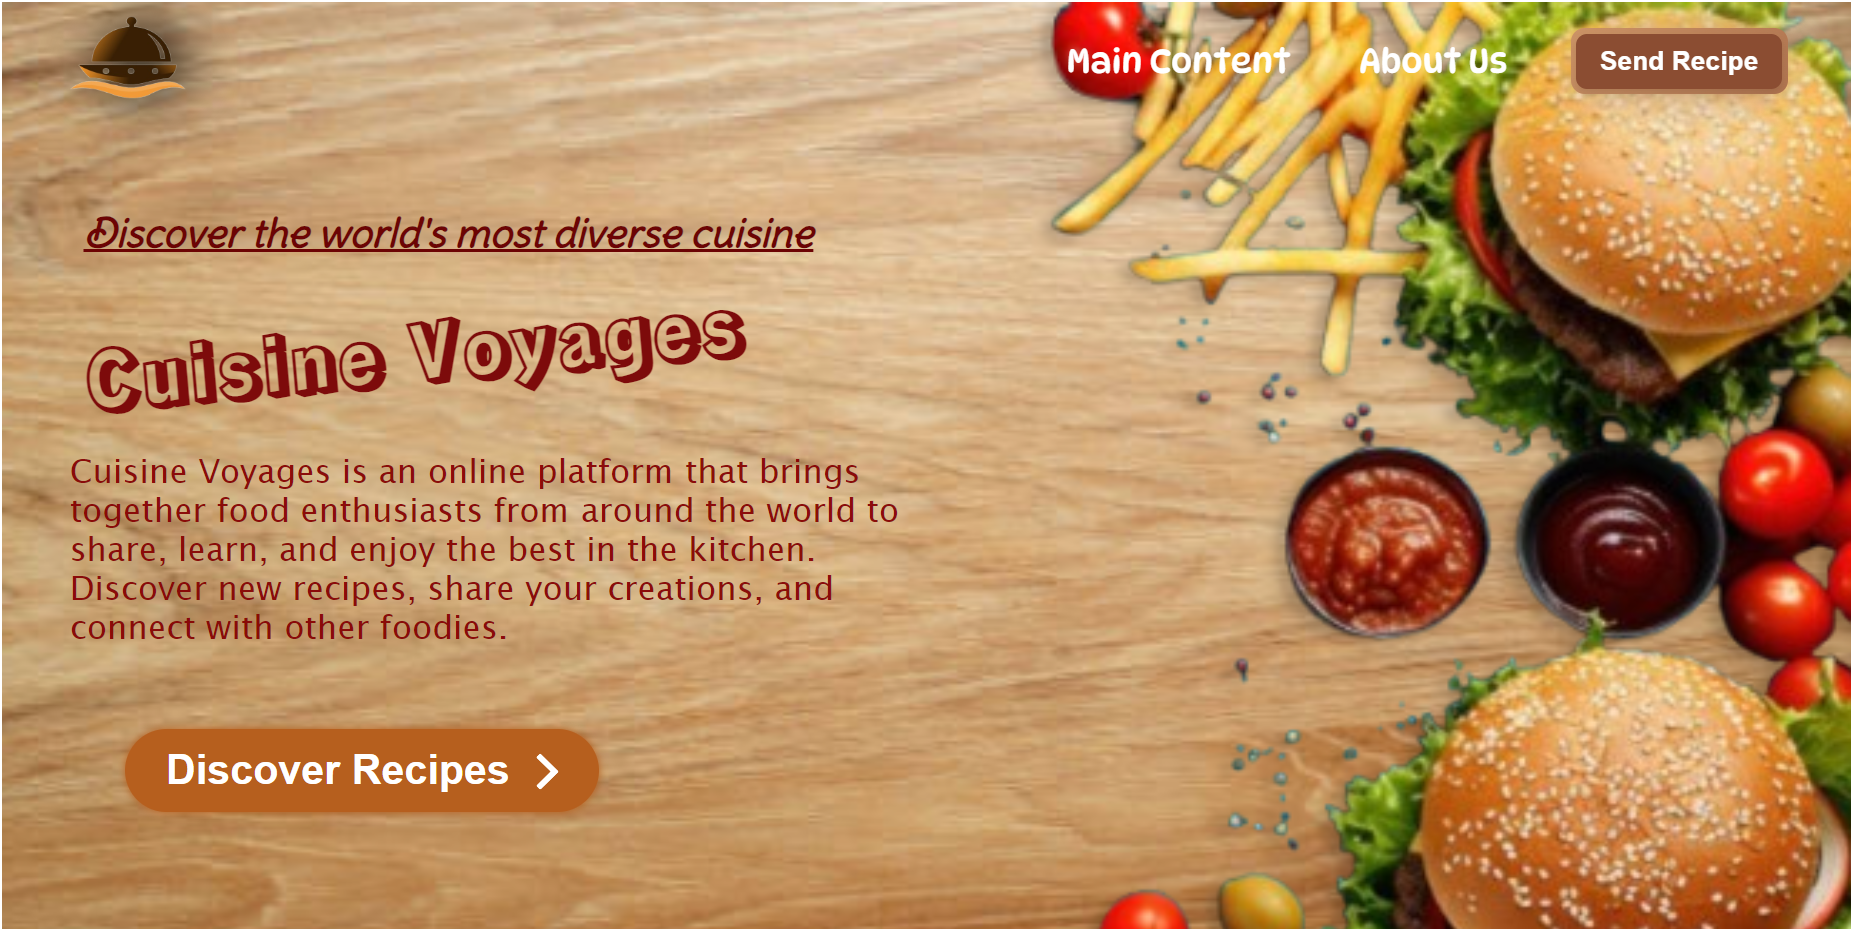 Main Content
About Us
Send Recipe
Discover the world's most diverse cuisine
Cuisine Voyages
Cuisine Voyages is an online platform that brings
together food enthusiasts from around the world to
share, learn, and enjoy the best in the kitchen.
Discover new recipes, share your creations, and
connect with other foodies.
Discover Recipes